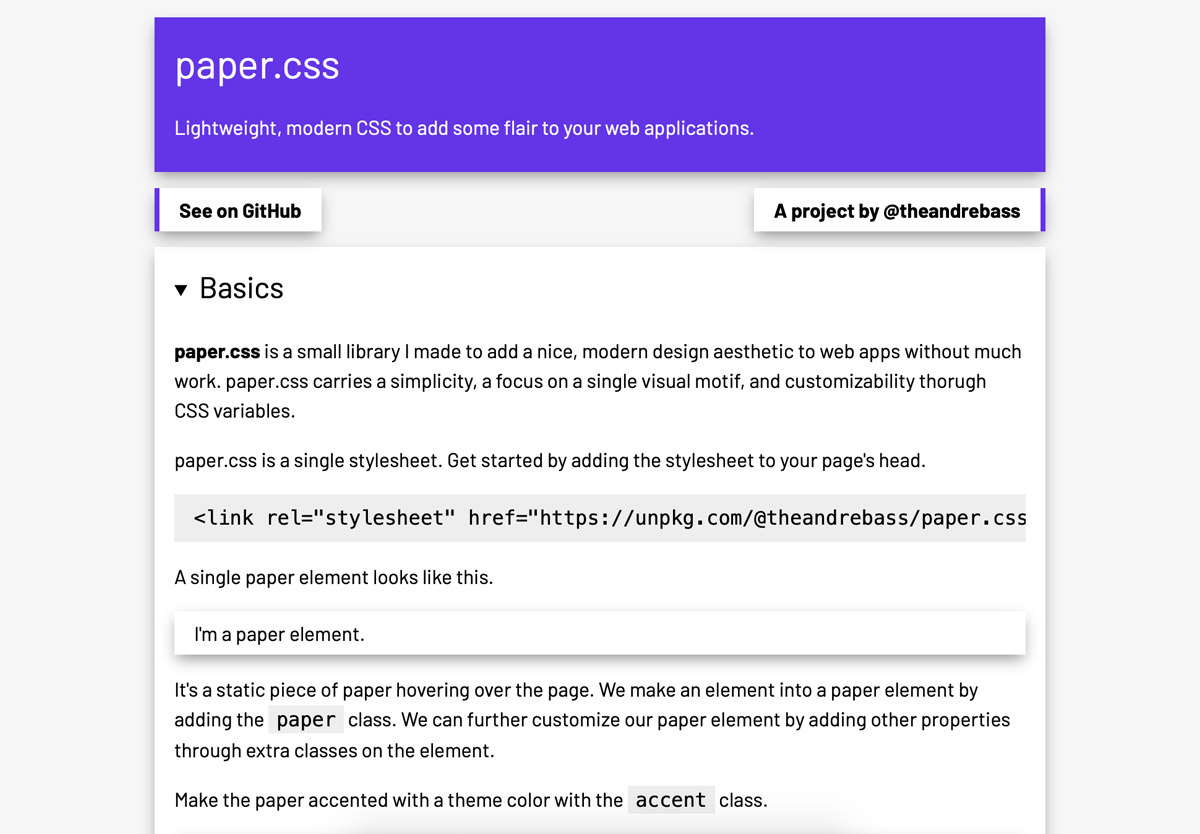 paper.css
Lightweight, modern CSS to add some flair to your web applications.
See on GitHub
A project by @theandrebass
Basics
paper.css is a small library I made to add a nice, modern design aesthetic to web apps without much
work. paper.css carries a simplicity, a focus on a single visual motif, and customizability thorugh
CSS variables.
paper.css is a single stylesheet. Get started by adding the stylesheet to your page's head.
<link rel="stylesheet" href="https://unpkg.com/@theandrebass/paper.css
A single paper element looks like this.
I'm a paper element.
It's a static piece of paper hovering over the page. We make an element into a paper element by
adding the paper class. We can further customize our paper element by adding other properties
through extra classes on the element.
Make the paper accented with a theme color with the accent class.